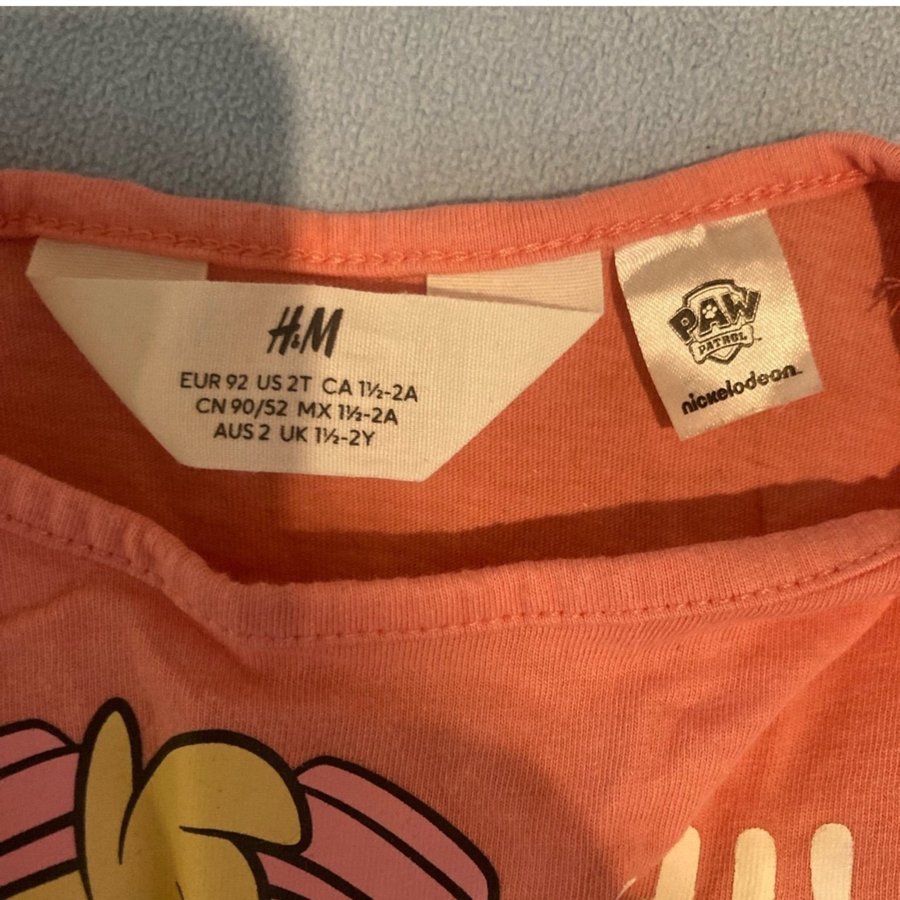 H&M
EUR 92 US 2T CA 1½-2A
CN 90/52 MX 1½-2A
AUS 2 UK 1½-2Y
PAW
PATROL
nickelodeon